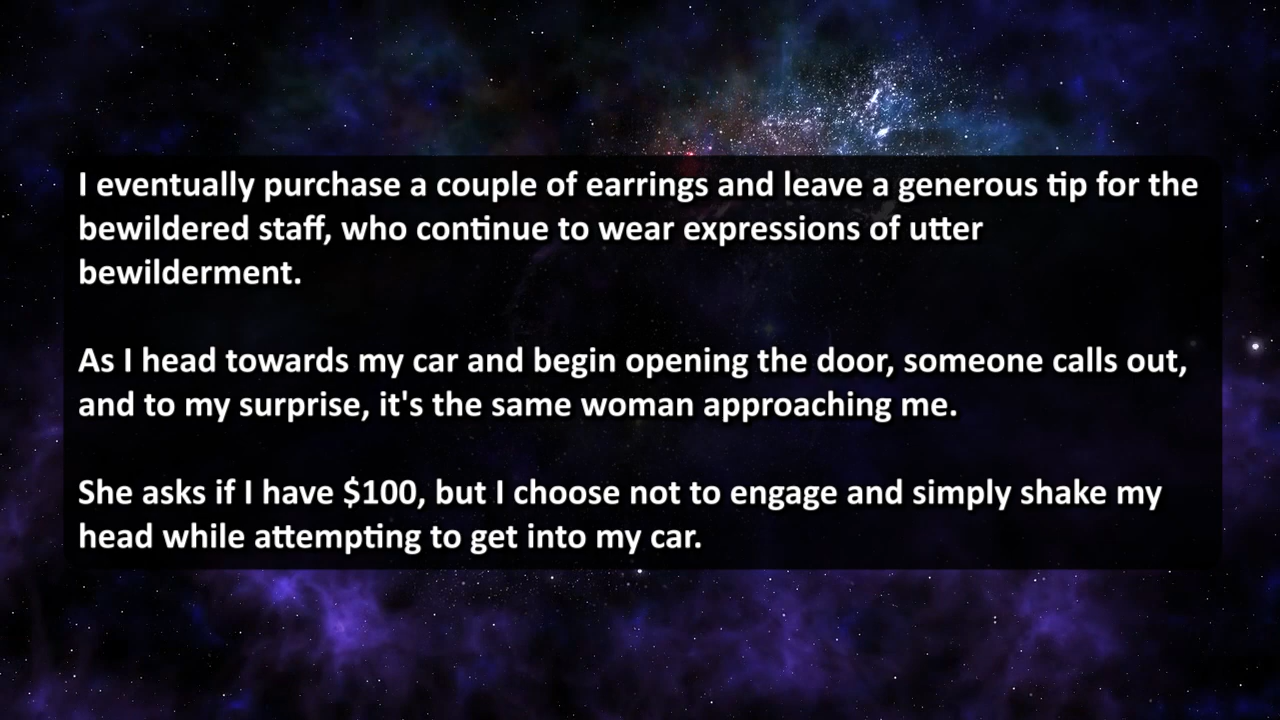 I eventually purchase a couple of earrings and leave a generous tip for the
bewildered staff, who continue to wear expressions of utter
bewilderment.
As I head towards my car and begin opening the door, someone calls out,
and to my surprise, it's the same woman approaching me.
She asks if I have $100, but I choose not to engage and simply shake my
head while attempting to get into my car.